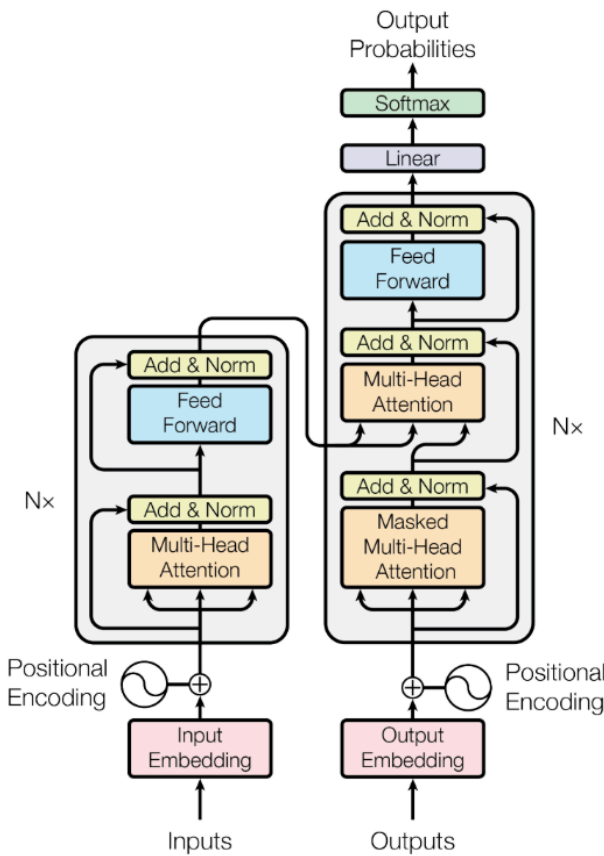 Output
Probabilities
Softmax
Linear
Add & Norm
Feed
Forward
Add & Norm
Multi-Head
Attention
Add & Norm
Masked
Multi-Head
Attention
Nx
Add & Norm
Feed
Forward
Add & Norm
Multi-Head
Attention
Nx
Positional
Encoding
Positional
Encoding
Input
Embedding
Output
Embedding
Inputs
Outputs